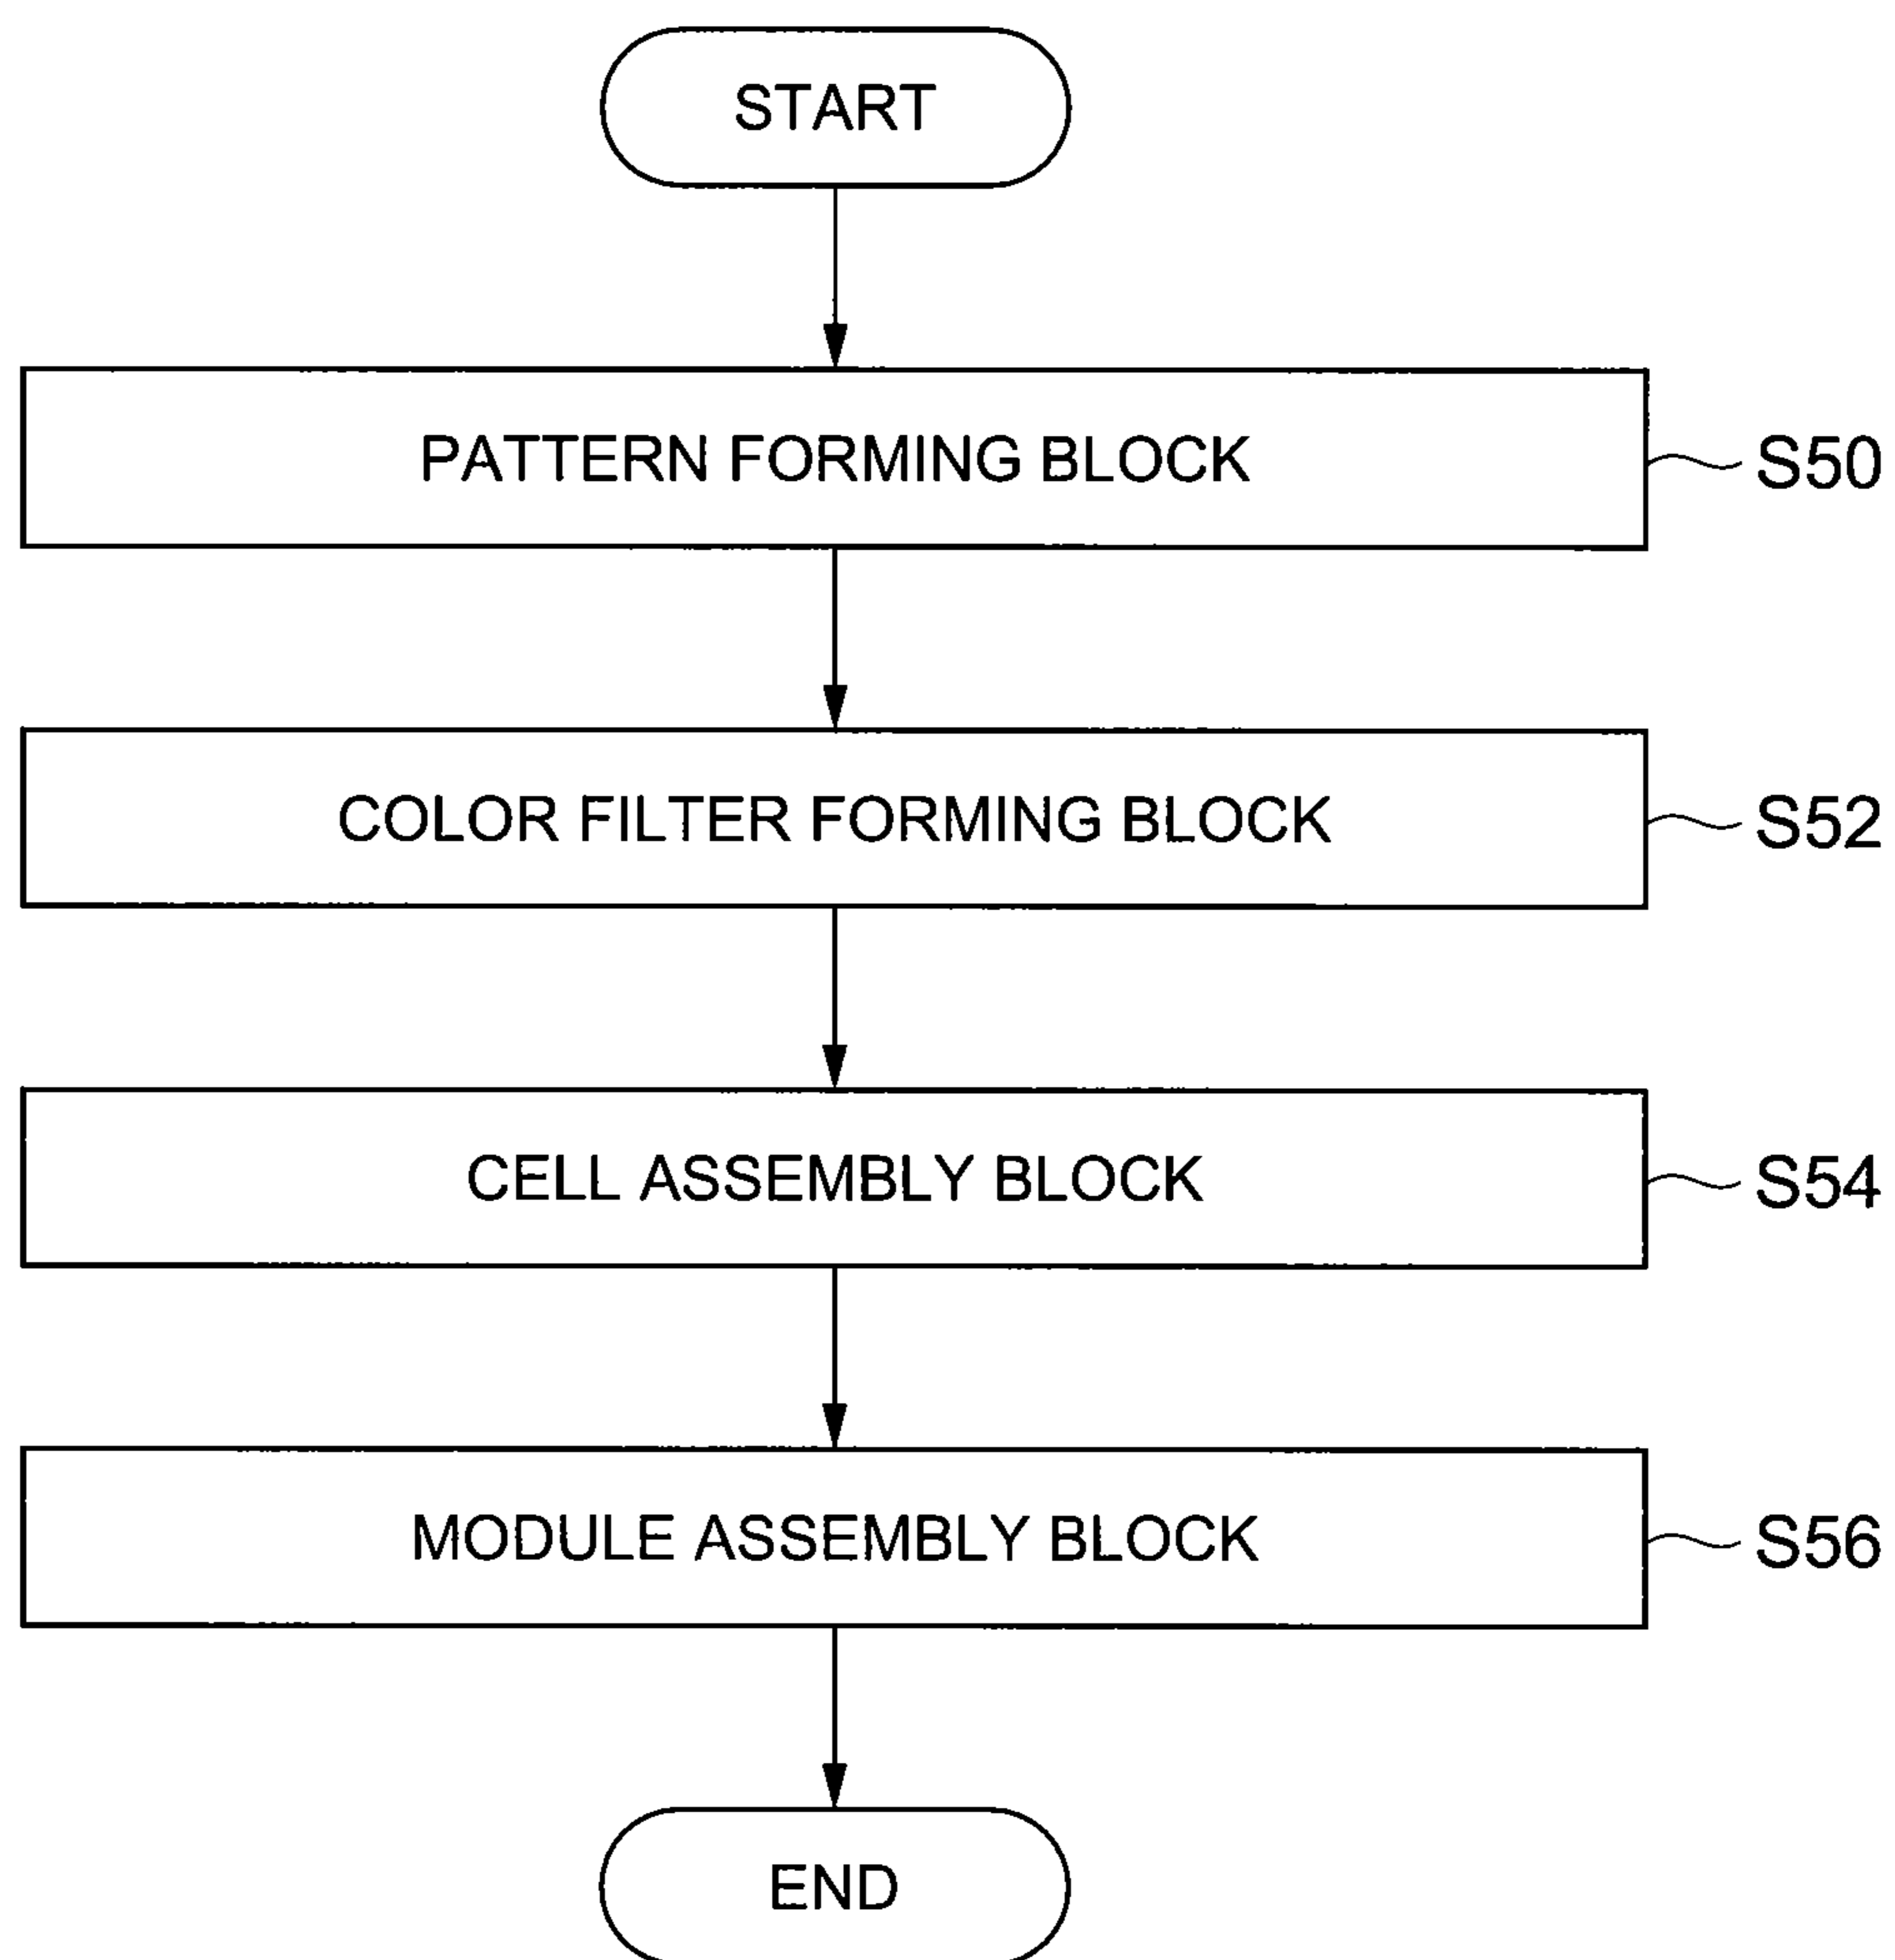 START
PATTERN FORMING BLOCK
S50
COLOR FILTER FORMING BLOCK
S52
CELL ASSEMBLY BLOCK
S54
MODULE ASSEMBLY BLOCK
S56
END